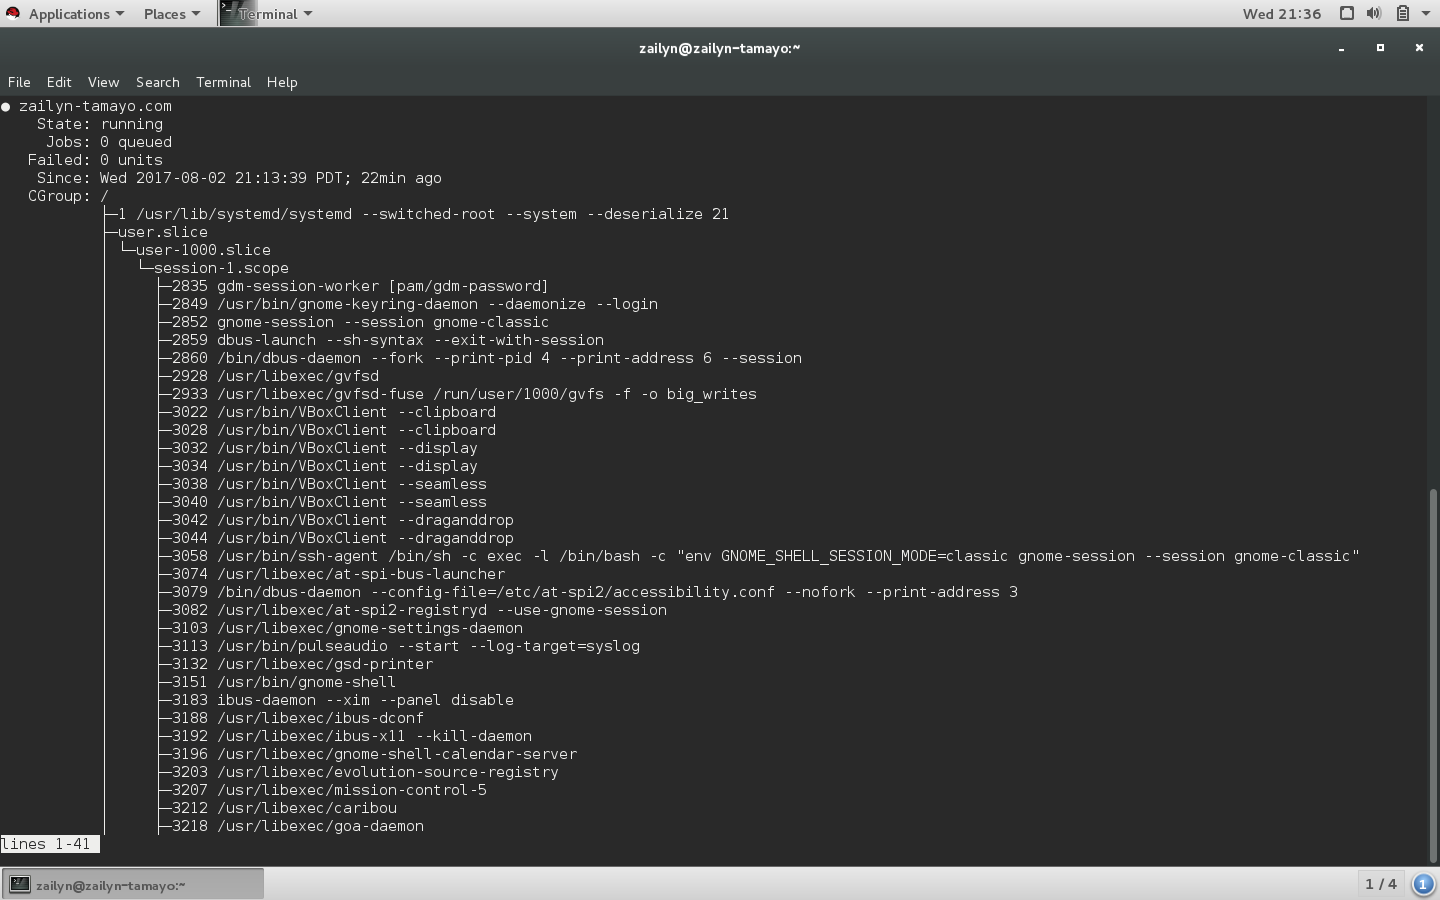 Applications Places Terminal Wed 21:36
zailyn@zailyn-tamayo:~
File Edit View Search Terminal Help
● zailyn-tamayo.com
State: running
Jobs: 0 queued
Failed: 0 units
Since: Wed 2017-08-02 21:13:39 PDT; 22min ago
CGroup: /
├─1 /usr/lib/systemd/systemd --switched-root --system --deserialize 21
├─user.slice
│ └─user-1000.slice
│   └─session-1.scope
│     ├─2835 gdm-session-worker [pam/gdm-password]
│     ├─2849 /usr/bin/gnome-keyring-daemon --daemonize --login
│     ├─2852 gnome-session --session gnome-classic
│     ├─2859 dbus-launch --sh-syntax --exit-with-session
│     ├─2860 /bin/dbus-daemon --fork --print-pid 4 --print-address 6 --session
│     ├─2928 /usr/libexec/gvfsd
│     ├─2933 /usr/libexec/gvfsd-fuse /run/user/1000/gvfs -f -o big_writes
│     ├─3022 /usr/bin/VBoxClient --clipboard
│     ├─3028 /usr/bin/VBoxClient --clipboard
│     ├─3032 /usr/bin/VBoxClient --display
│     ├─3034 /usr/bin/VBoxClient --display
│     ├─3038 /usr/bin/VBoxClient --seamless
│     ├─3040 /usr/bin/VBoxClient --seamless
│     ├─3042 /usr/bin/VBoxClient --draganddrop
│     ├─3044 /usr/bin/VBoxClient --draganddrop
│     ├─3058 /usr/bin/ssh-agent /bin/sh -c exec -l /bin/bash -c "env GNOME_SHELL_SESSION_MODE=classic gnome-session --session gnome-classic"
│     ├─3074 /usr/libexec/at-spi-bus-launcher
│     ├─3079 /bin/dbus-daemon --config-file=/etc/at-spi2/accessibility.conf --nofork --print-address 3
│     ├─3082 /usr/libexec/at-spi2-registryd --use-gnome-session
│     ├─3103 /usr/libexec/gnome-settings-daemon
│     ├─3113 /usr/bin/pulseaudio --start --log-target=syslog
│     ├─3132 /usr/libexec/gsd-printer
│     ├─3151 /usr/bin/gnome-shell
│     ├─3183 ibus-daemon --xim --panel disable
│     ├─3188 /usr/libexec/ibus-dconf
│     ├─3192 /usr/libexec/ibus-x11 --kill-daemon
│     ├─3196 /usr/libexec/gnome-shell-calendar-server
│     ├─3203 /usr/libexec/evolution-source-registry
│     ├─3207 /usr/libexec/mission-control-5
│     ├─3212 /usr/libexec/caribou
│     ├─3218 /usr/libexec/goa-daemon
lines 1-41
zailyn@zailyn-tamayo:~ 1 / 4 1